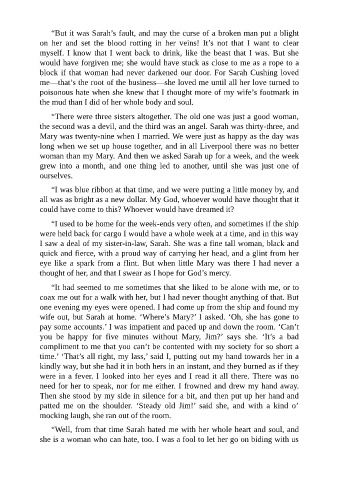 “But it was Sarah’s fault, and may the curse of a broken man put a blight
on her and set the blood rotting in her veins! It’s not that I want to clear
myself. I know that I went back to drink, like the beast that I was. But she
would have forgiven me; she would have stuck as close to me as a rope to a
block if that woman had never darkened our door. For Sarah Cushing loved
me—that’s the root of the business—she loved me until all her love turned to
poisonous hate when she knew that I thought more of my wife’s footmark in
the mud than I did of her whole body and soul.
“There were three sisters altogether. The old one was just a good woman,
the second was a devil, and the third was an angel. Sarah was thirty-three, and
Mary was twenty-nine when I married. We were just as happy as the day was
long when we set up house together, and in all Liverpool there was no better
woman than my Mary. And then we asked Sarah up for a week, and the week
grew into a month, and one thing led to another, until she was just one of
ourselves.
“I was blue ribbon at that time, and we were putting a little money by, and
all was as bright as a new dollar. My God, whoever would have thought that it
could have come to this? Whoever would have dreamed it?
“I used to be home for the week-ends very often, and sometimes if the ship
were held back for cargo I would have a whole week at a time, and in this way
I saw a deal of my sister-in-law, Sarah. She was a fine tall woman, black and
quick and fierce, with a proud way of carrying her head, and a glint from her
eye like a spark from a flint. But when little Mary was there I had never a
thought of her, and that I swear as I hope for God’s mercy.
“It had seemed to me sometimes that she liked to be alone with me, or to
coax me out for a walk with her, but I had never thought anything of that. But
one evening my eyes were opened. I had come up from the ship and found my
wife out, but Sarah at home. ‘Where’s Mary?’ I asked. ‘Oh, she has gone to
pay some accounts.’ I was impatient and paced up and down the room. ‘Can’t
you be happy for five minutes without Mary, Jim?’ says she. ‘It’s a bad
compliment to me that you can’t be contented with my society for so short a
time.’ ‘That’s all right, my lass,’ said I, putting out my hand towards her in a
kindly way, but she had it in both hers in an instant, and they burned as if they
were in a fever. I looked into her eyes and I read it all there. There was no
need for her to speak, nor for me either. I frowned and drew my hand away.
Then she stood by my side in silence for a bit, and then put up her hand and
patted me on the shoulder. ‘Steady old Jim!’ said she, and with a kind o’
mocking laugh, she ran out of the room.
“Well, from that time Sarah hated me with her whole heart and soul, and
she is a woman who can hate, too. I was a fool to let her go on biding with us